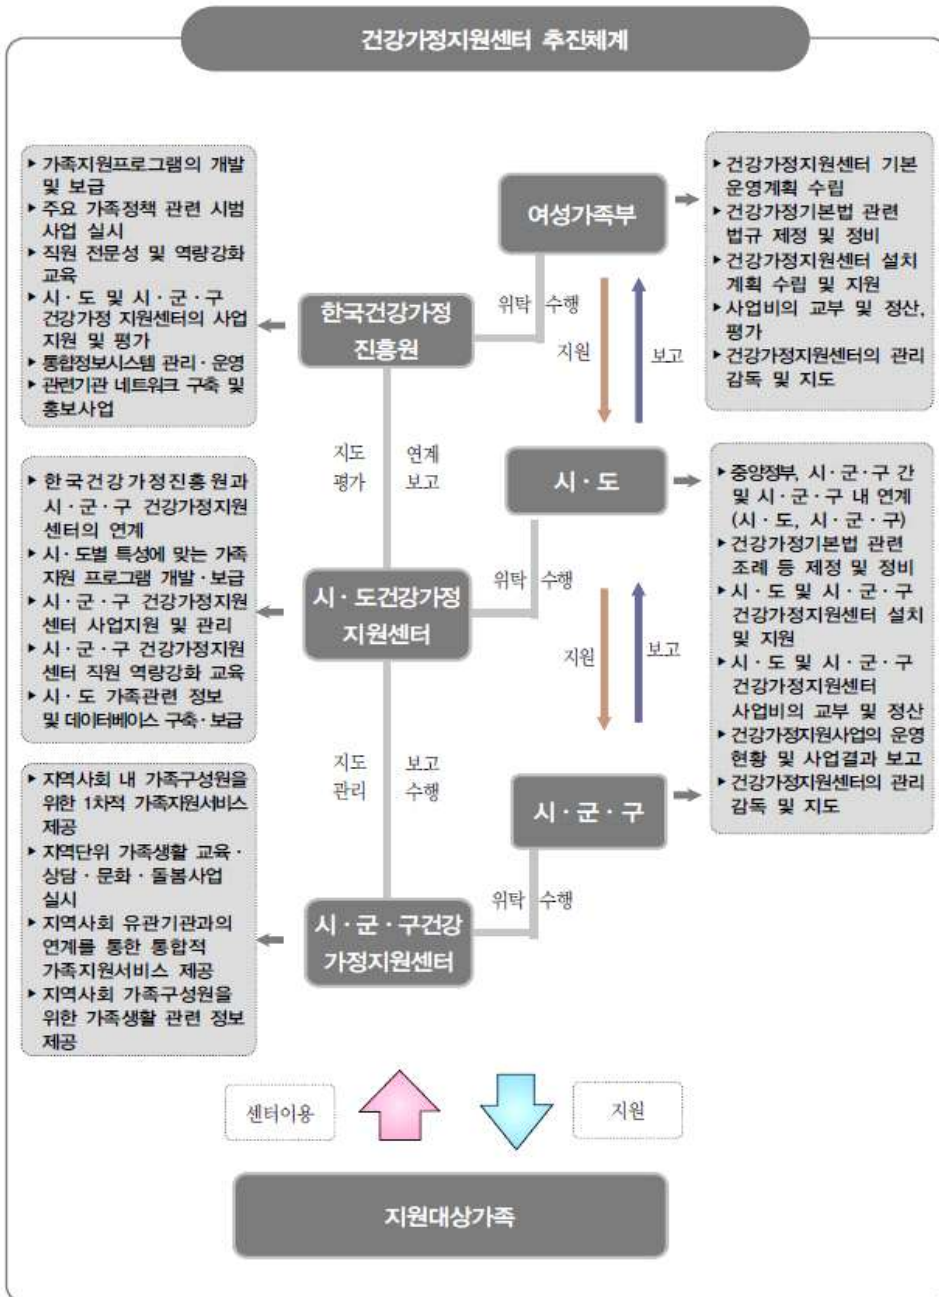 건강가정지원센터 추진체계
▸ 가족지원프로그램의 개발
및 보급
▸ 주요 가족정책 관련 시범
사업 실시
▸ 직원 전문성 및 역량강화
교육
▸ 시·도 및 시·군·구
건강가정 지원센터의 사업
지원 및 평가
▸ 통합정보시스템 관리·운영
▸ 관련기관 네트워크 구축 및
홍보사업
여성가족부
▸ 건강가정지원센터 기본
운영계획 수립
▸ 건강가정기본법 관련
법규 제정 및 정비
▸ 건강가정지원센터 설치
계획 수립 및 지원
▸ 사업비의 교부 및 정산,
평가
▸ 건강가정지원센터의 관리
감독 및 지도
위탁 수행
한국건강가정
진흥원
지원
보고
지도 연계
평가 보고
▸ 한국건강가정진흥원과
시·군·구 건강가정지원
센터의 연계
▸ 시·도별 특성에 맞는 가족
지원 프로그램 개발·보급
▸ 시·군·구 건강가정지원
센터 사업지원 및 관리
▸ 시·군·구 건강가정지원
센터 직원 역량강화 교육
▸ 시·도 가족관련 정보
및 데이터베이스 구축·보급
시·도
▸ 중앙정부, 시·군·구 간
및 시·군·구 내 연계
(시·도, 시·군·구)
▸ 건강가정기본법 관련
조례 등 제정 및 정비
▸ 시·도 및 시·군·구
건강가정지원센터 설치
및 지원
▸ 시·도 및 시·군·구
건강가정지원센터
사업비의 교부 및 정산
▸ 건강가정지원사업의 운영
현황 및 사업결과 보고
▸ 건강가정지원센터의 관리
감독 및 지도
위탁 수행
시·도건강가정
지원센터
지원
보고
지도 보고
관리 수행
▸ 지역사회 내 가족구성원을
위한 1차적 가족지원서비스
제공
▸ 지역단위 가족생활 교육·
상담·문화·돌봄사업
실시
▸ 지역사회 유관기관과의
연계를 통한 통합적
가족지원서비스 제공
▸ 지역사회 가족구성원을
위한 가족생활 관련 정보
제공
시·군·구
위탁 수행
시·군·구건강
가정지원센터
센터이용
지원
지원대상가족